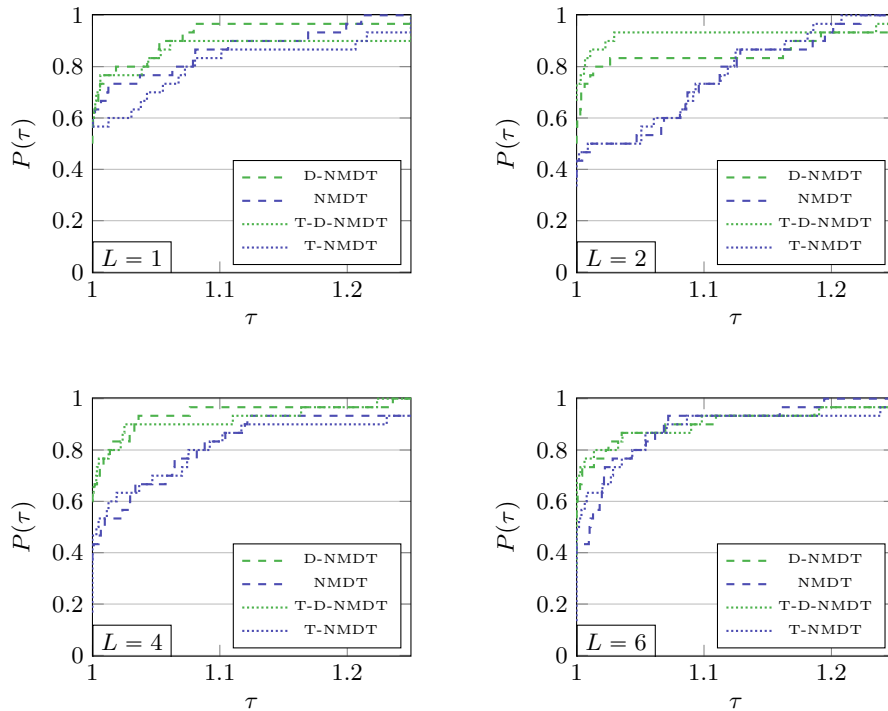 1
0.8
0.6
0.4
0.2
0
P(τ)
D-NMDT
NMDT
T-D-NMDT
T-NMDT
L = 1
1
1.1
1.2
τ
1
0.8
0.6
0.4
0.2
0
P(τ)
D-NMDT
NMDT
T-D-NMDT
T-NMDT
L = 2
1
1.1
1.2
τ
1
0.8
0.6
0.4
0.2
0
P(τ)
D-NMDT
NMDT
T-D-NMDT
T-NMDT
L = 4
1
1.1
1.2
τ
1
0.8
0.6
0.4
0.2
0
P(τ)
D-NMDT
NMDT
T-D-NMDT
T-NMDT
L = 6
1
1.1
1.2
τ